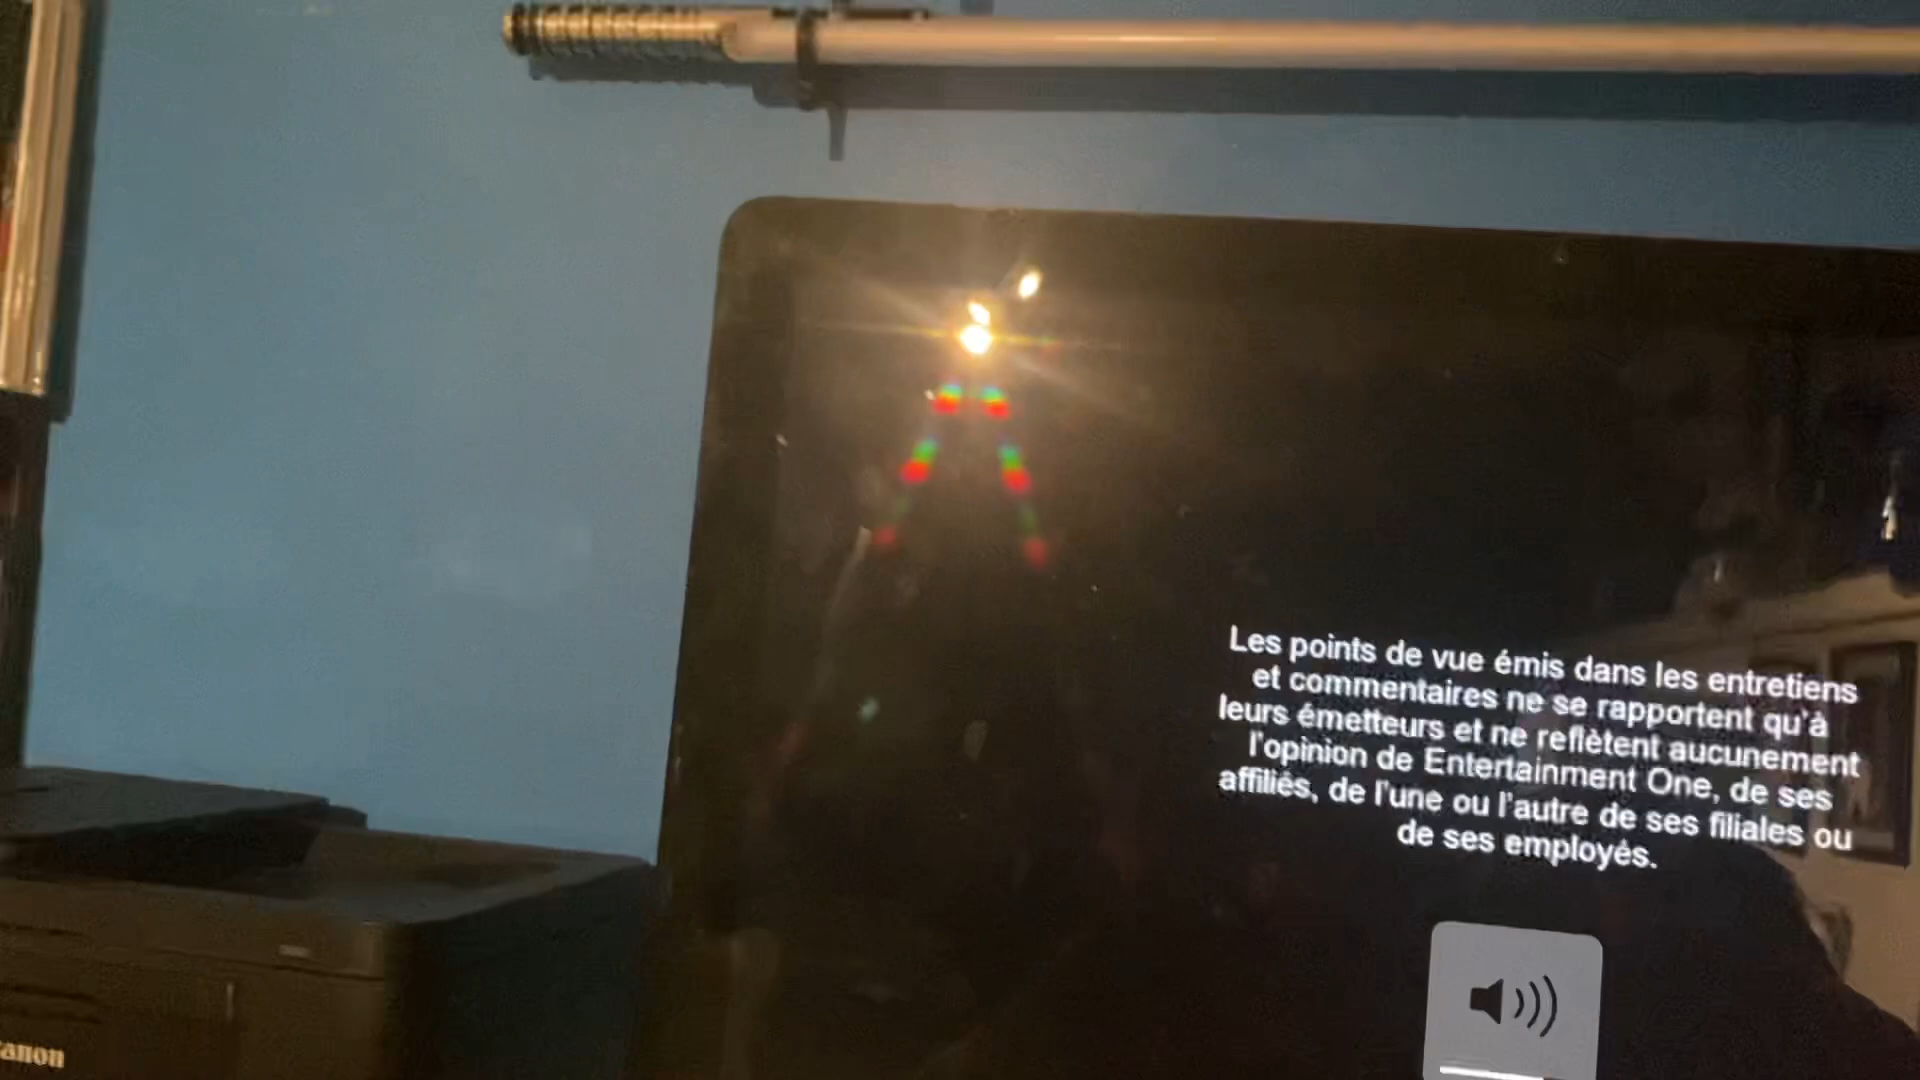 Les points de vue émis dans les entretiens
et commentaires ne se rapportent qu'à
leurs émetteurs et ne reflètent aucunement
l'opinion de Entertainment One, de ses
affiliés, de l'une ou l'autre de ses filiales ou
de ses employés.
anon